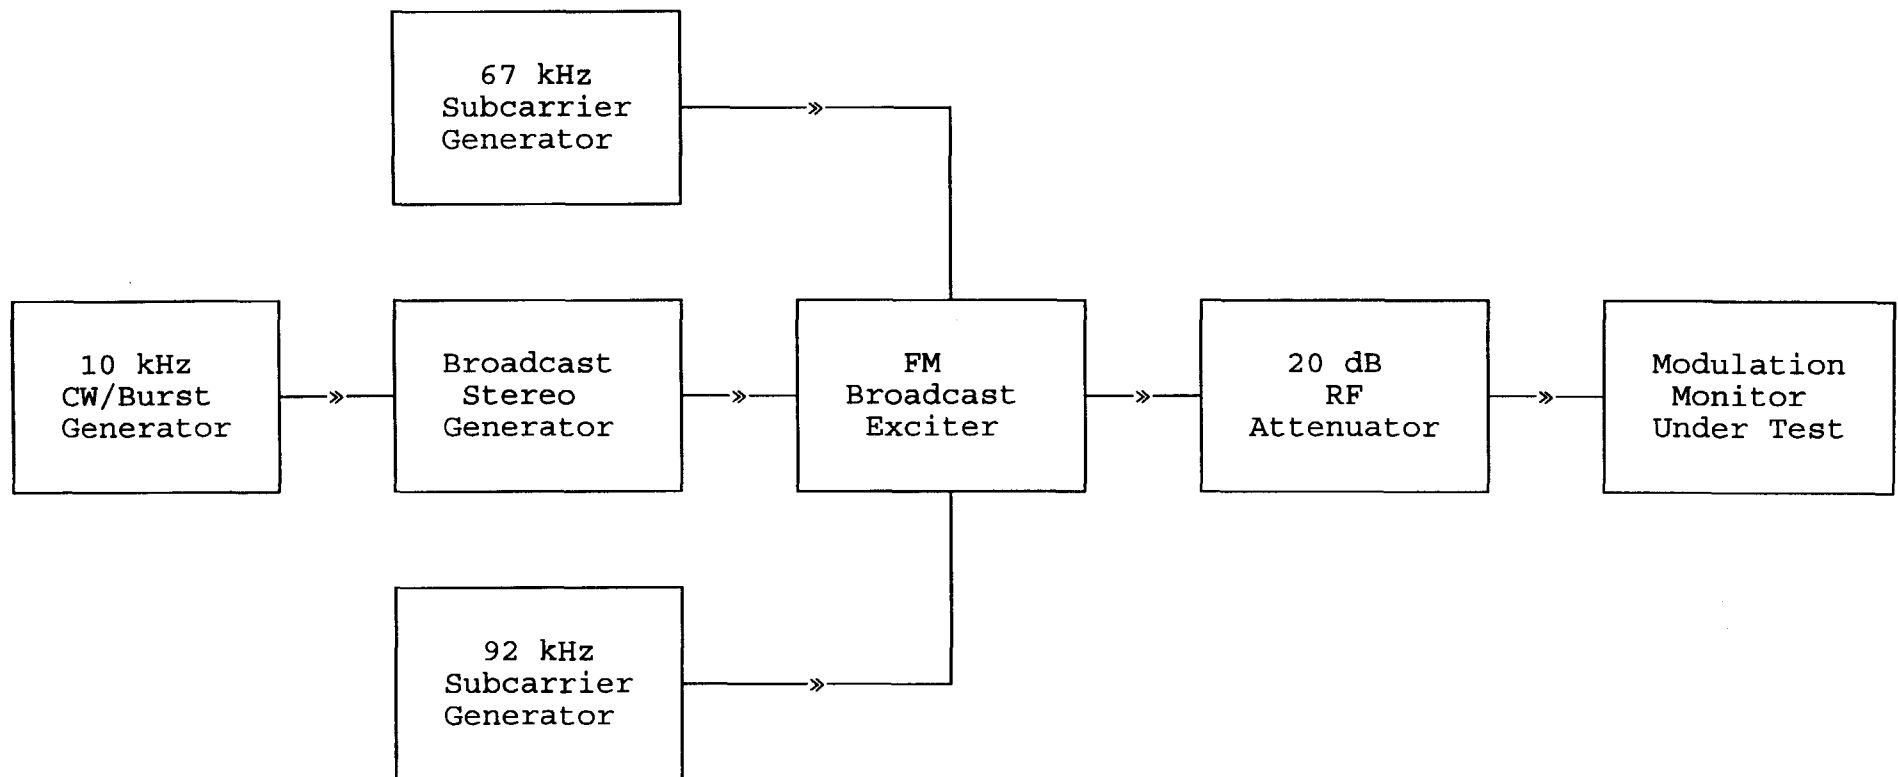 67 kHz
Subcarrier
Generator
10 kHz
CW/Burst
Generator
Broadcast
Stereo
Generator
FM
Broadcast
Exciter
20 dB
RF
Attenuator
Modulation
Monitor
Under Test
92 kHz
Subcarrier
Generator